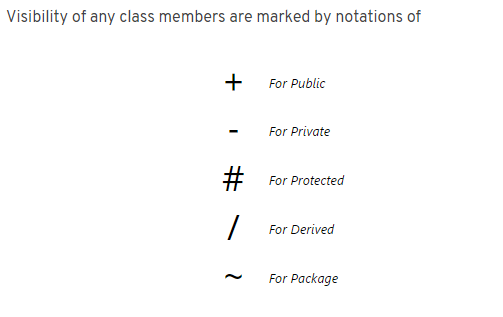 Visibility of any class members are marked by notations of
+ For Public
- For Private
# For Protected
/ For Derived
~ For Package